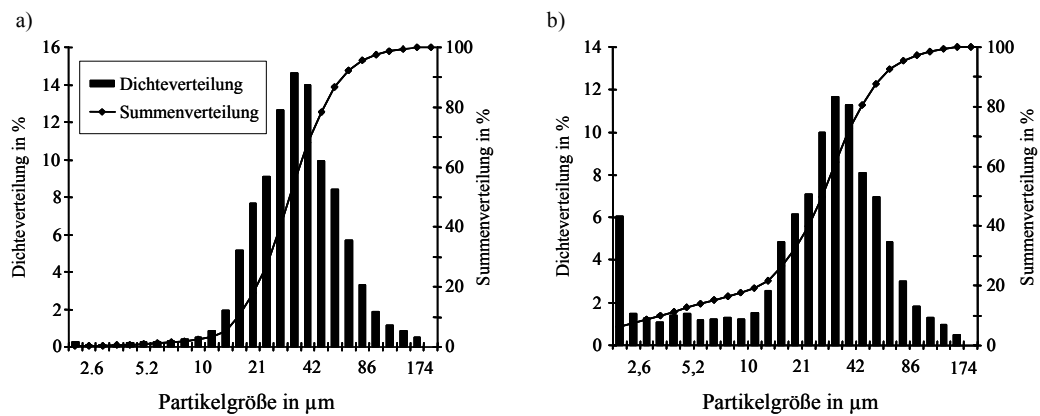 a)
16
14
12
10
8
6
4
2
0
Dichteverteilung in %
Dichteverteilung
Summenverteilung
100
80
60
40
20
0
Summenverteilung in %
2,6 5,2 10 21 42 86 174
Partikelgröße in µm
b)
14
12
10
8
6
4
2
0
Dichteverteilung in %
100
80
60
40
20
0
Summenverteilung in %
2,6 5,2 10 21 42 86 174
Partikelgröße in µm